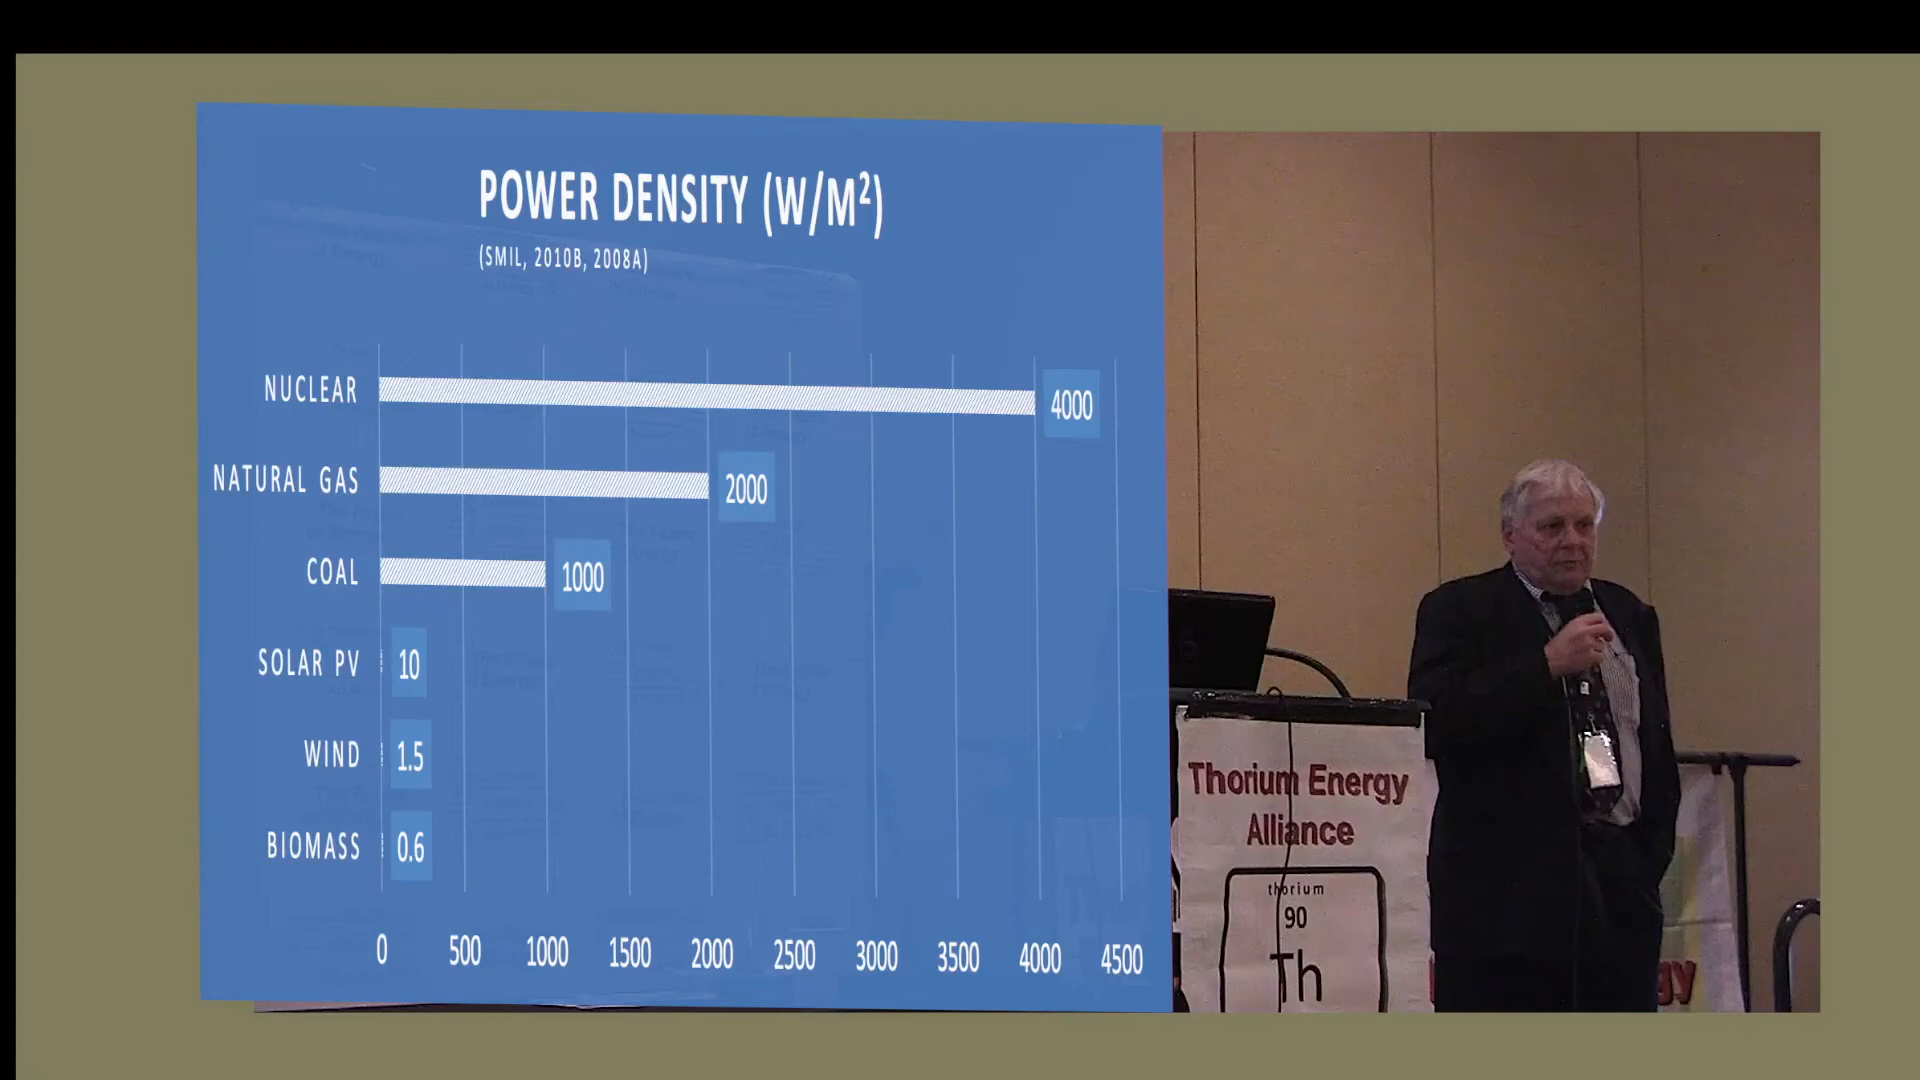 POWER DENSITY (W/M²)
(SMIL, 2010B, 2008A)
NUCLEAR
4000
NATURAL GAS
2000
COAL
1000
SOLAR PV
10
WIND
1.5
BIOMASS
0.6
0 500 1000 1500 2000 2500 3000 3500 4000 4500
Thorium Energy
Alliance
thorium
90
Th